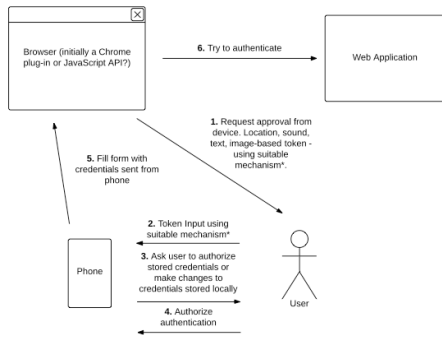 Browser (initially a Chrome
plug-in or JavaScript API?)
6. Try to authenticate
Web Application
1. Request approval from
device. Location, sound,
text, image-based token -
using suitable
mechanism*.
5. Fill form with
credentials sent from
phone
2. Token Input using
suitable mechanism*
Phone
3. Ask user to authorize
stored credentials or
make changes to
credentials stored locally
User
4. Authorize
authentication